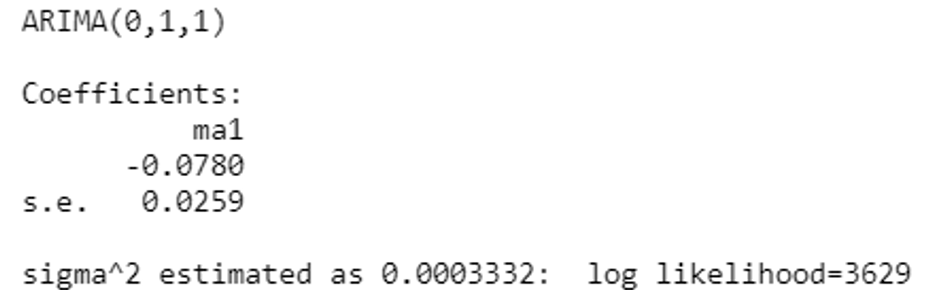 ARIMA(0,1,1)
Coefficients:
ma1
-0.0780
s.e. 0.0259
sigma^2 estimated as 0.0003332: log likelihood=3629